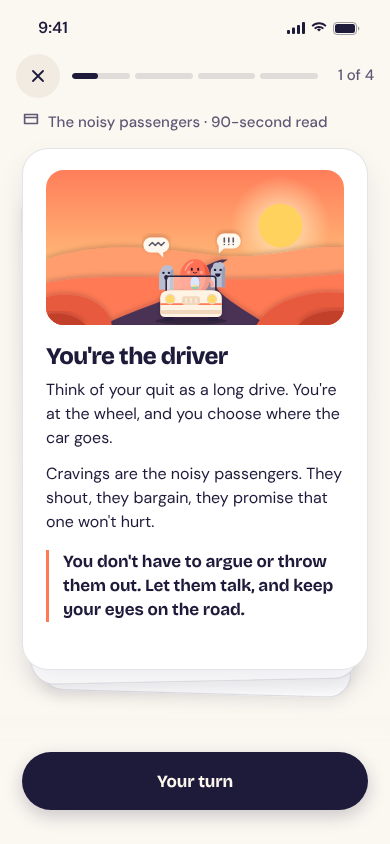 9:41
1 of 4
The noisy passengers · 90-second read
!!!
You're the driver
Think of your quit as a long drive. You're
at the wheel, and you choose where the
car goes.
Cravings are the noisy passengers. They
shout, they bargain, they promise that
one won't hurt.
You don't have to argue or throw
them out. Let them talk, and keep
your eyes on the road.
Your turn